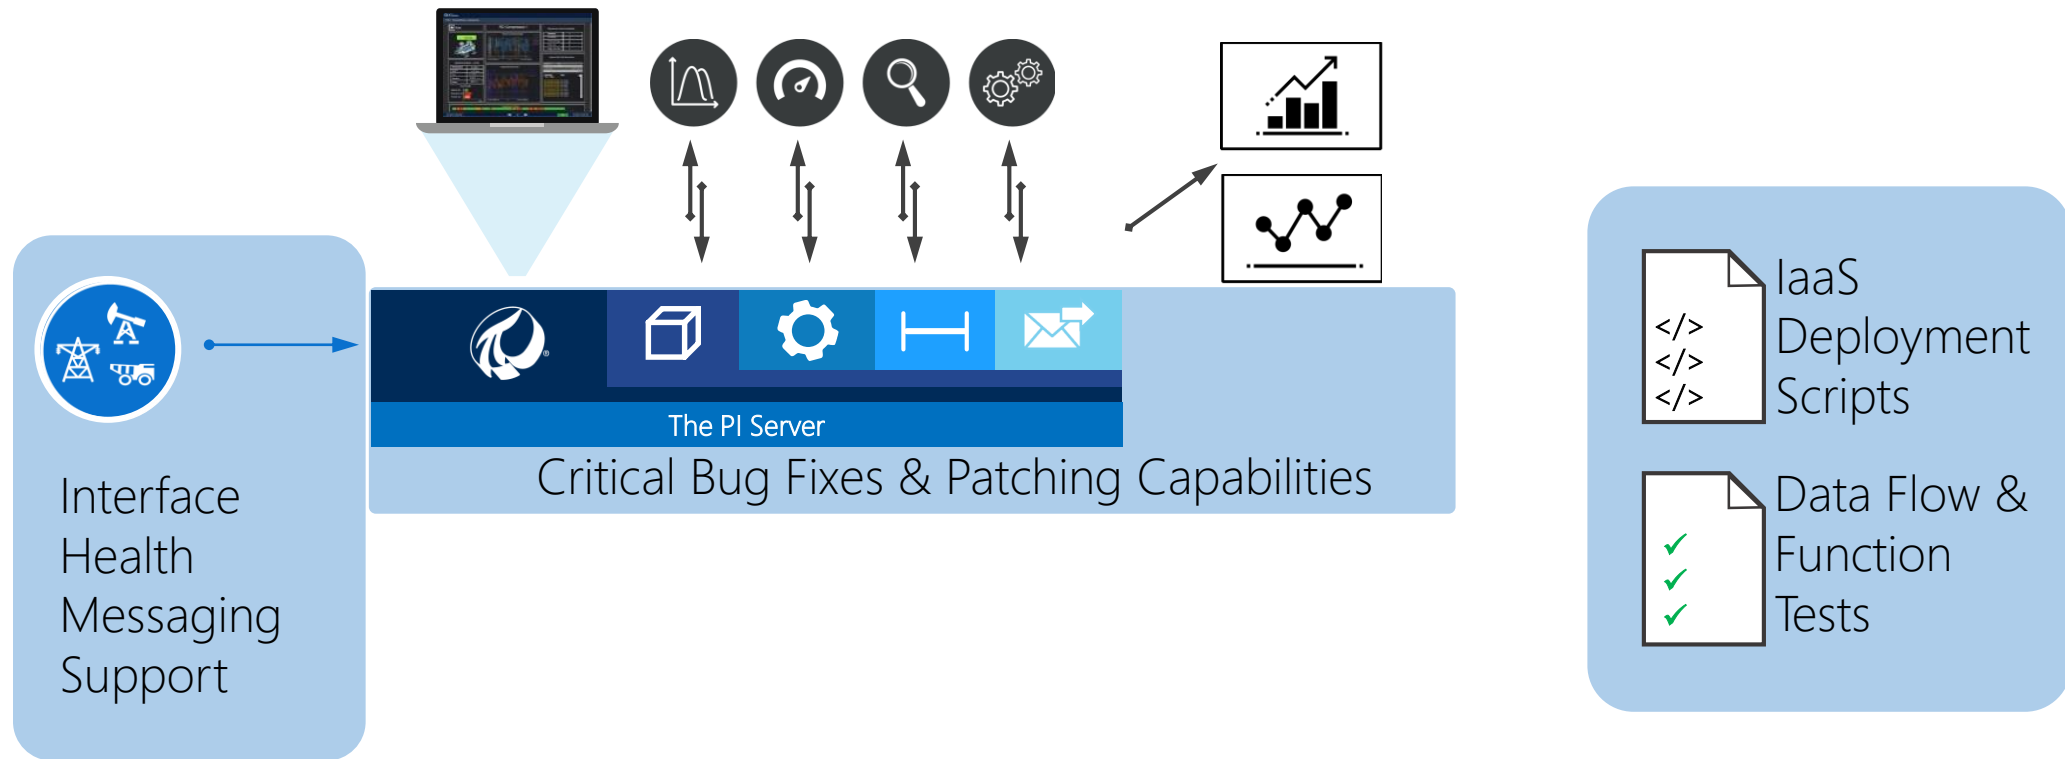 The PI Server
Critical Bug Fixes & Patching Capabilities
Interface
Health
Messaging
Support
</>
</>
</>
IaaS
Deployment
Scripts
Data Flow &
Function
Tests